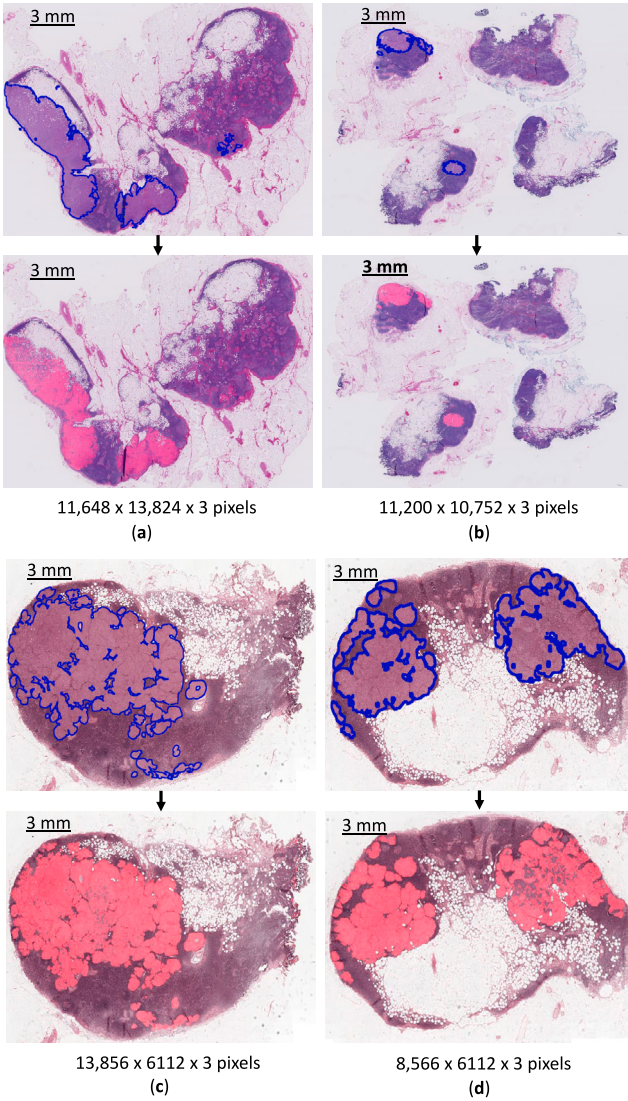 3 mm
3 mm
3 mm
3 mm
11,648 x 13,824 x 3 pixels
11,200 x 10,752 x 3 pixels
(a)
(b)
3 mm
3 mm
3 mm
3 mm
13,856 x 6112 x 3 pixels
8,566 x 6112 x 3 pixels
(c)
(d)